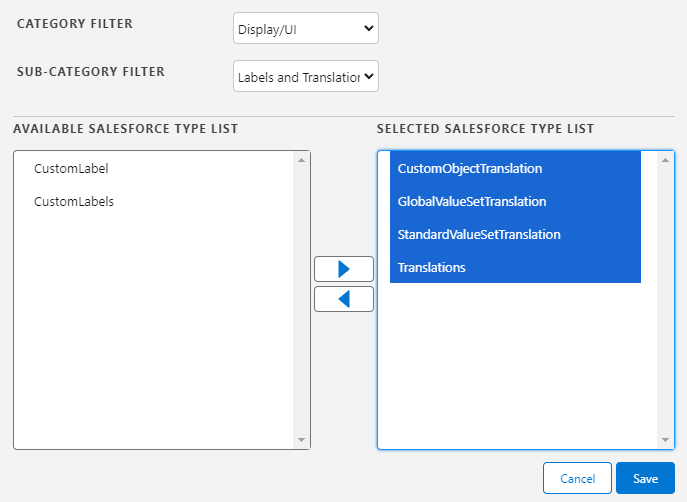 CATEGORY FILTER
Display/UI
SUB-CATEGORY FILTER
Labels and Translation
AVAILABLE SALESFORCE TYPE LIST
SELECTED SALESFORCE TYPE LIST
CustomLabel
CustomLabels
CustomObjectTranslation
GlobalValueSetTranslation
StandardValueSetTranslation
Translations
Cancel
Save